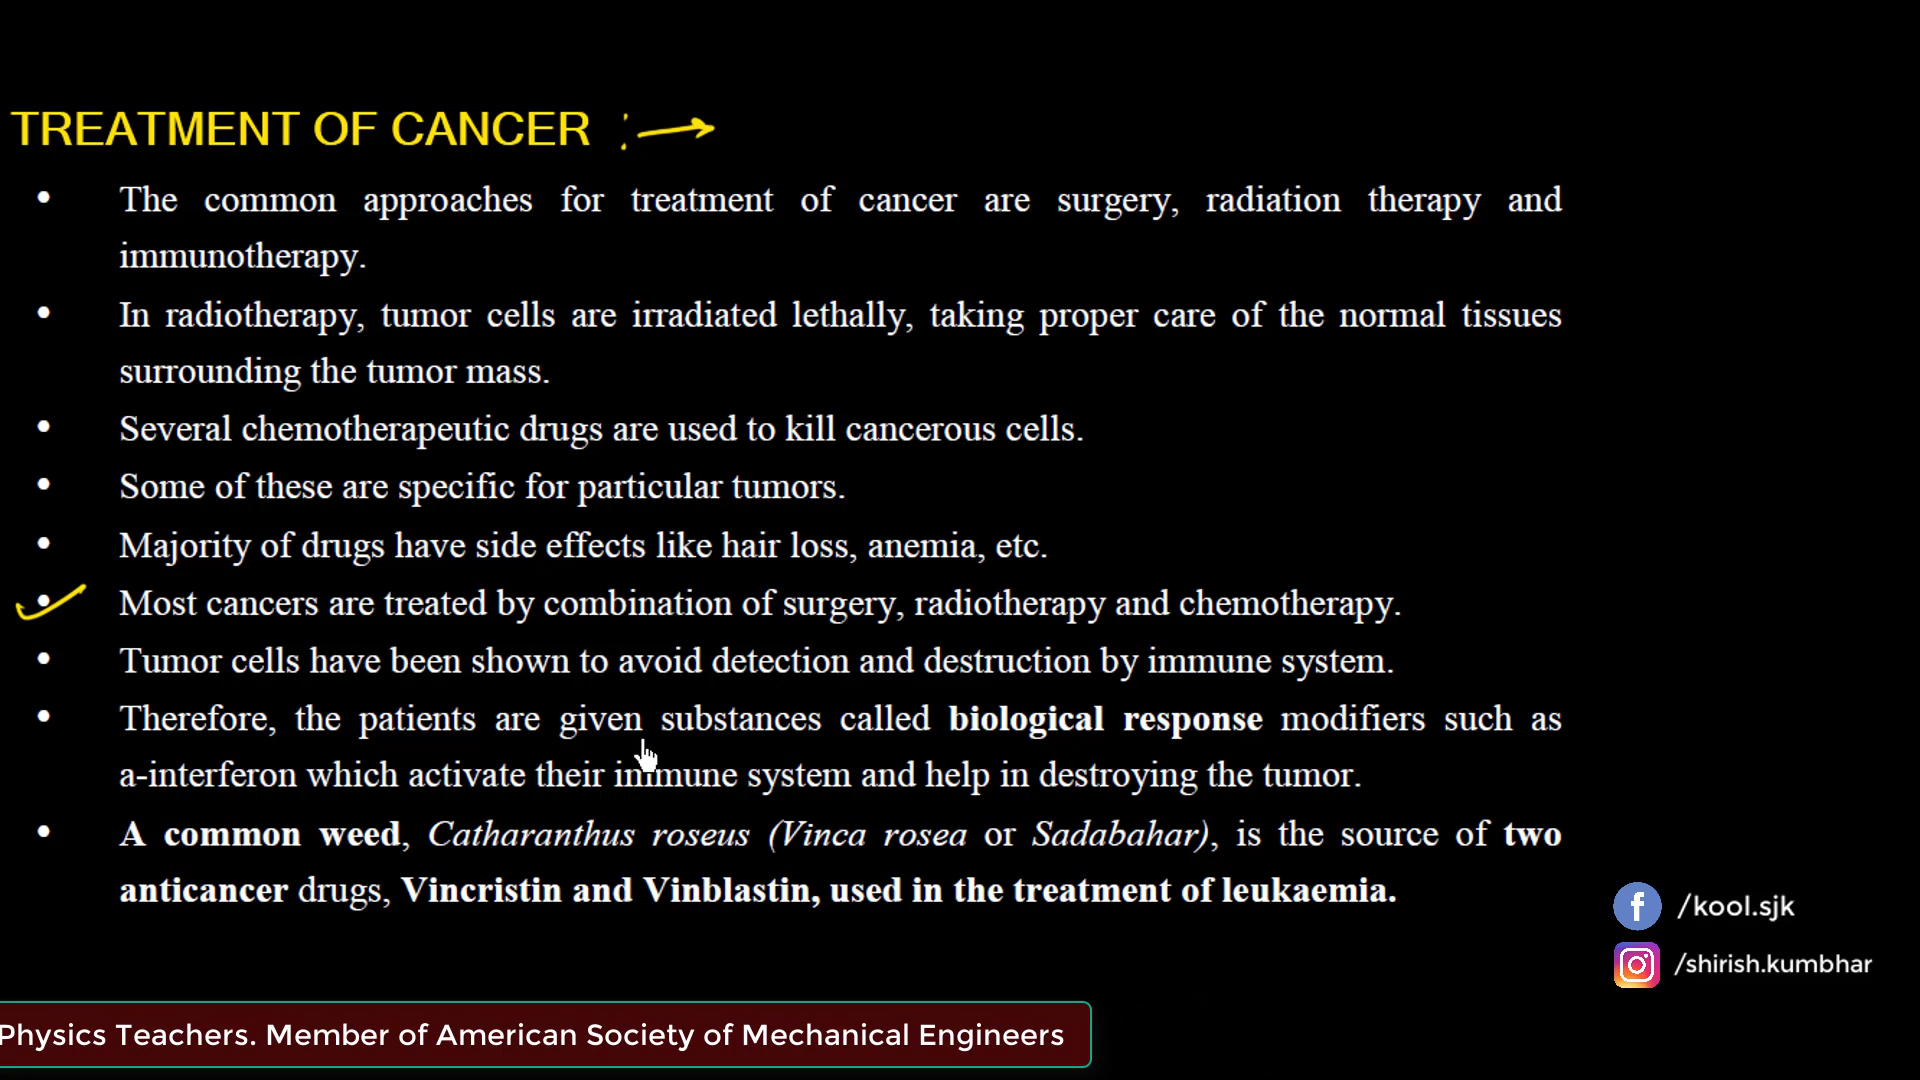 TREATMENT OF CANCER :→
• The common approaches for treatment of cancer are surgery, radiation therapy and
immunotherapy.
• In radiotherapy, tumor cells are irradiated lethally, taking proper care of the normal tissues
surrounding the tumor mass.
• Several chemotherapeutic drugs are used to kill cancerous cells.
• Some of these are specific for particular tumors.
• Majority of drugs have side effects like hair loss, anemia, etc.
• Most cancers are treated by combination of surgery, radiotherapy and chemotherapy.
• Tumor cells have been shown to avoid detection and destruction by immune system.
• Therefore, the patients are given substances called biological response modifiers such as
a-interferon which activate their immune system and help in destroying the tumor.
• A common weed, Catharanthus roseus (Vinca rosea or Sadabahar), is the source of two
anticancer drugs, Vincristin and Vinblastin, used in the treatment of leukaemia.
/kool.sjk
/shirish.kumbhar
Physics Teachers. Member of American Society of Mechanical Engineers